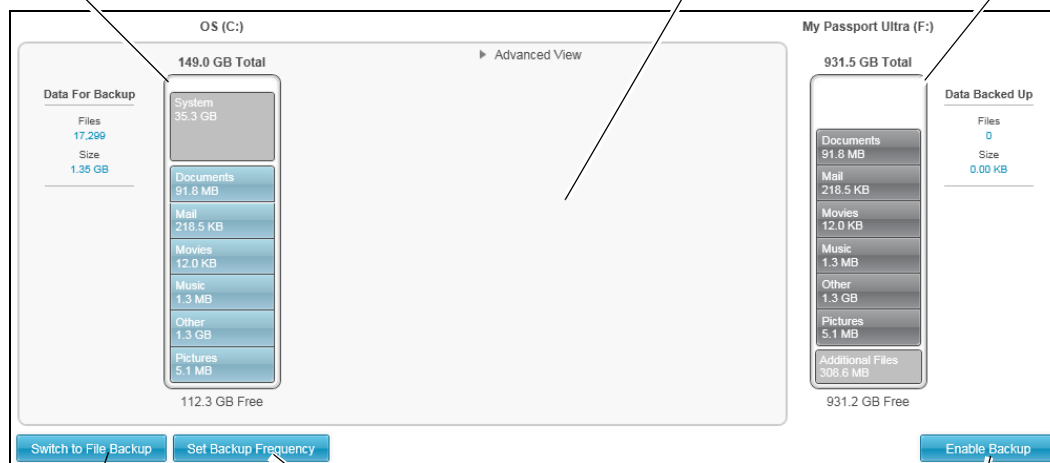 OS (C:)
My Passport Ultra (F:)
149.0 GB Total
Advanced View
931.5 GB Total
Data For Backup
Files
17,299
Size
1.35 GB
System
35.3 GB
Documents
91.8 MB
Mail
218.5 KB
Movies
12.0 KB
Music
1.3 MB
Other
1.3 GB
Pictures
5.1 MB
112.3 GB Free
Documents
91.8 MB
Mail
218.5 KB
Movies
12.0 KB
Music
1.3 MB
Other
1.3 GB
Pictures
5.1 MB
Additional Files
308.6 MB
931.2 GB Free
Data Backed Up
Files
0
Size
0.00 KB
Switch to File Backup
Set Backup Frequency
Enable Backup